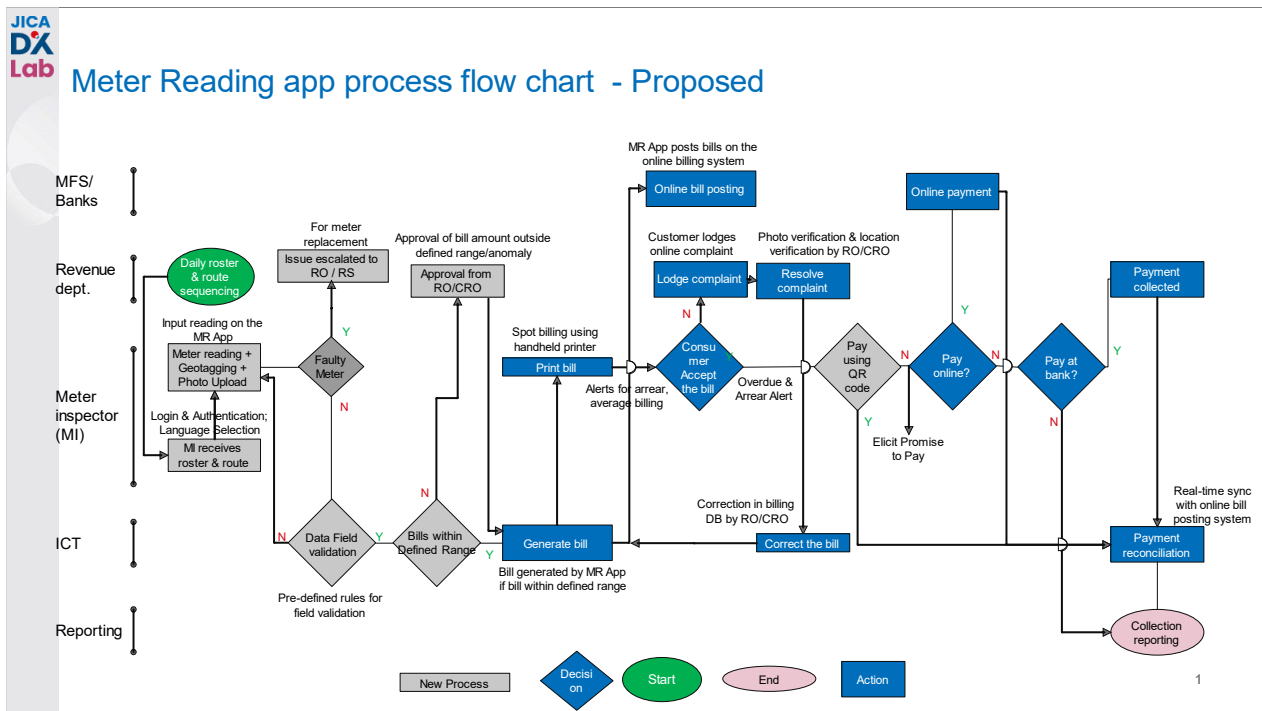 JICA
DX
Lab
Meter Reading app process flow chart - Proposed
MFS/
Banks
Revenue
dept.
Meter
inspector
(MI)
ICT
Reporting
Daily roster
& route
sequencing
Input reading on the
MR App
Meter reading +
Geotagging +
Photo Upload
Login & Authentication;
Language Selection
MI receives
roster & route
For meter
replacement
Issue escalated to
RO / RS
Y
Faulty
Meter
N
N
Data Field
validation
Y
Pre-defined rules for
field validation
Approval of bill amount outside
defined range/anomaly
Approval from
RO/CRO
N
Bills within
Defined Range
Y
Spot billing using
handheld printer
Print bill
Generate bill
Bill generated by MR App
if bill within defined range
MR App posts bills on the
online billing system
Online bill posting
Customer lodges
online complaint
Lodge complaint
Photo verification & location
verification by RO/CRO
Resolve
complaint
N
Consu
mer
Accept
the bill
Y
Alerts for arrear,
average billing
Overdue &
Arrear Alert
Correction in billing
DB by RO/CRO
Correct the bill
Pay
using
QR
code
N
Y
Elicit Promise
to Pay
Online payment
Y
Pay
online?
N
Pay at
bank?
Y
N
Payment
collected
Real-time sync
with online bill
posting system
Payment
reconciliation
Collection
reporting
New Process
Decisi
on
Start
End
Action
1